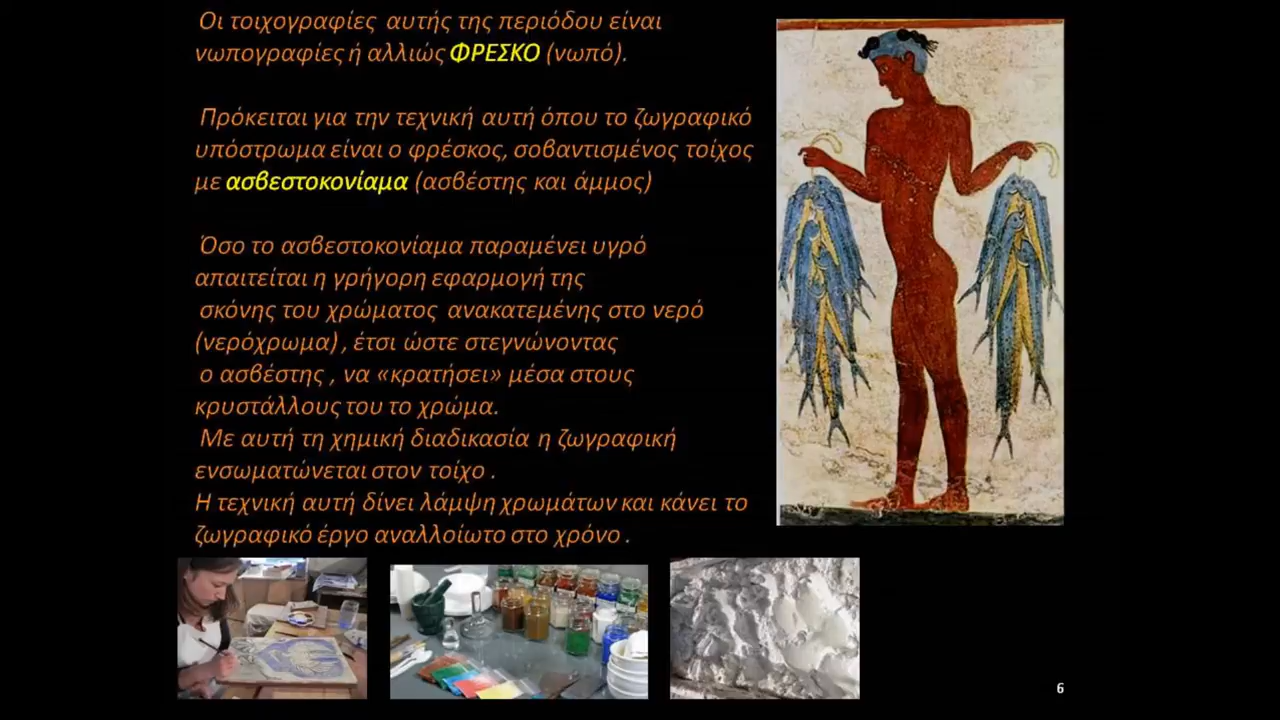 Οι τοιχογραφίες αυτής της περιόδου είναι
νωπογραφίες ή αλλιώς ΦΡΕΣΚΟ (νωπό).
Πρόκειται για την τεχνική αυτή όπου το ζωγραφικό
υπόστρωμα είναι ο φρέσκος, σοβαντισμένος τοίχος
με ασβεστοκονίαμα (ασβέστης και άμμος)
Όσο το ασβεστοκονίαμα παραμένει υγρό
απαιτείται η γρήγορη εφαρμογή της
σκόνης του χρώματος ανακατεμένης στο νερό
(νερόχρωμα) , έτσι ώστε στεγνώνοντας
ο ασβέστης , να «κρατήσει» μέσα στους
κρυστάλλους του το χρώμα.
Με αυτή τη χημική διαδικασία η ζωγραφική
ενσωματώνεται στον τοίχο .
Η τεχνική αυτή δίνει λάμψη χρωμάτων και κάνει το
ζωγραφικό έργο αναλλοίωτο στο χρόνο .
6